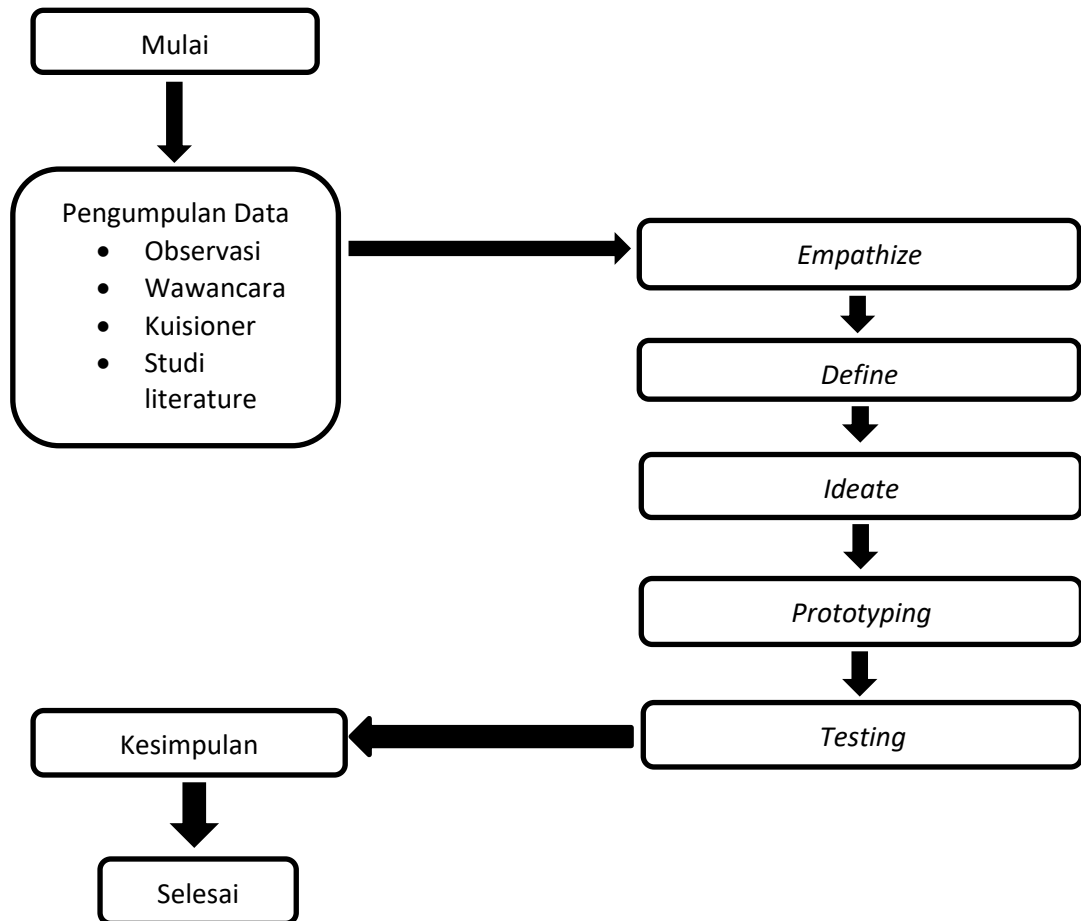 Mulai
Pengumpulan Data
• Observasi
• Wawancara
• Kuisioner
• Studi
literature
Empathize
Define
Ideate
Prototyping
Testing
Kesimpulan
Selesai